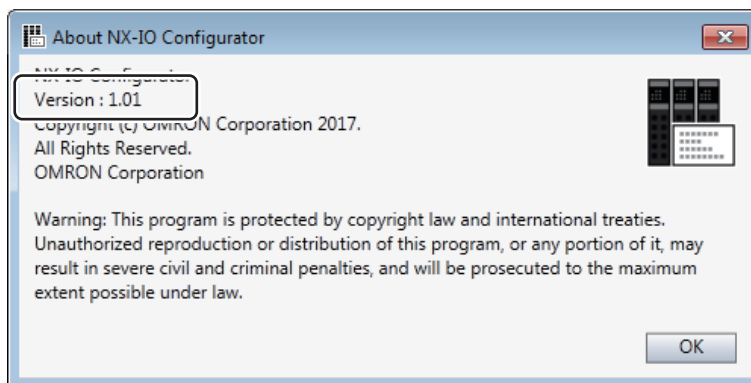 About NX-IO Configurator
NX-IO Configurator
Version : 1.01
Copyright (c) OMRON Corporation 2017.
All Rights Reserved.
OMRON Corporation
Warning: This program is protected by copyright law and international treaties.
Unauthorized reproduction or distribution of this program, or any portion of it, may
result in severe civil and criminal penalties, and will be prosecuted to the maximum
extent possible under law.
OK